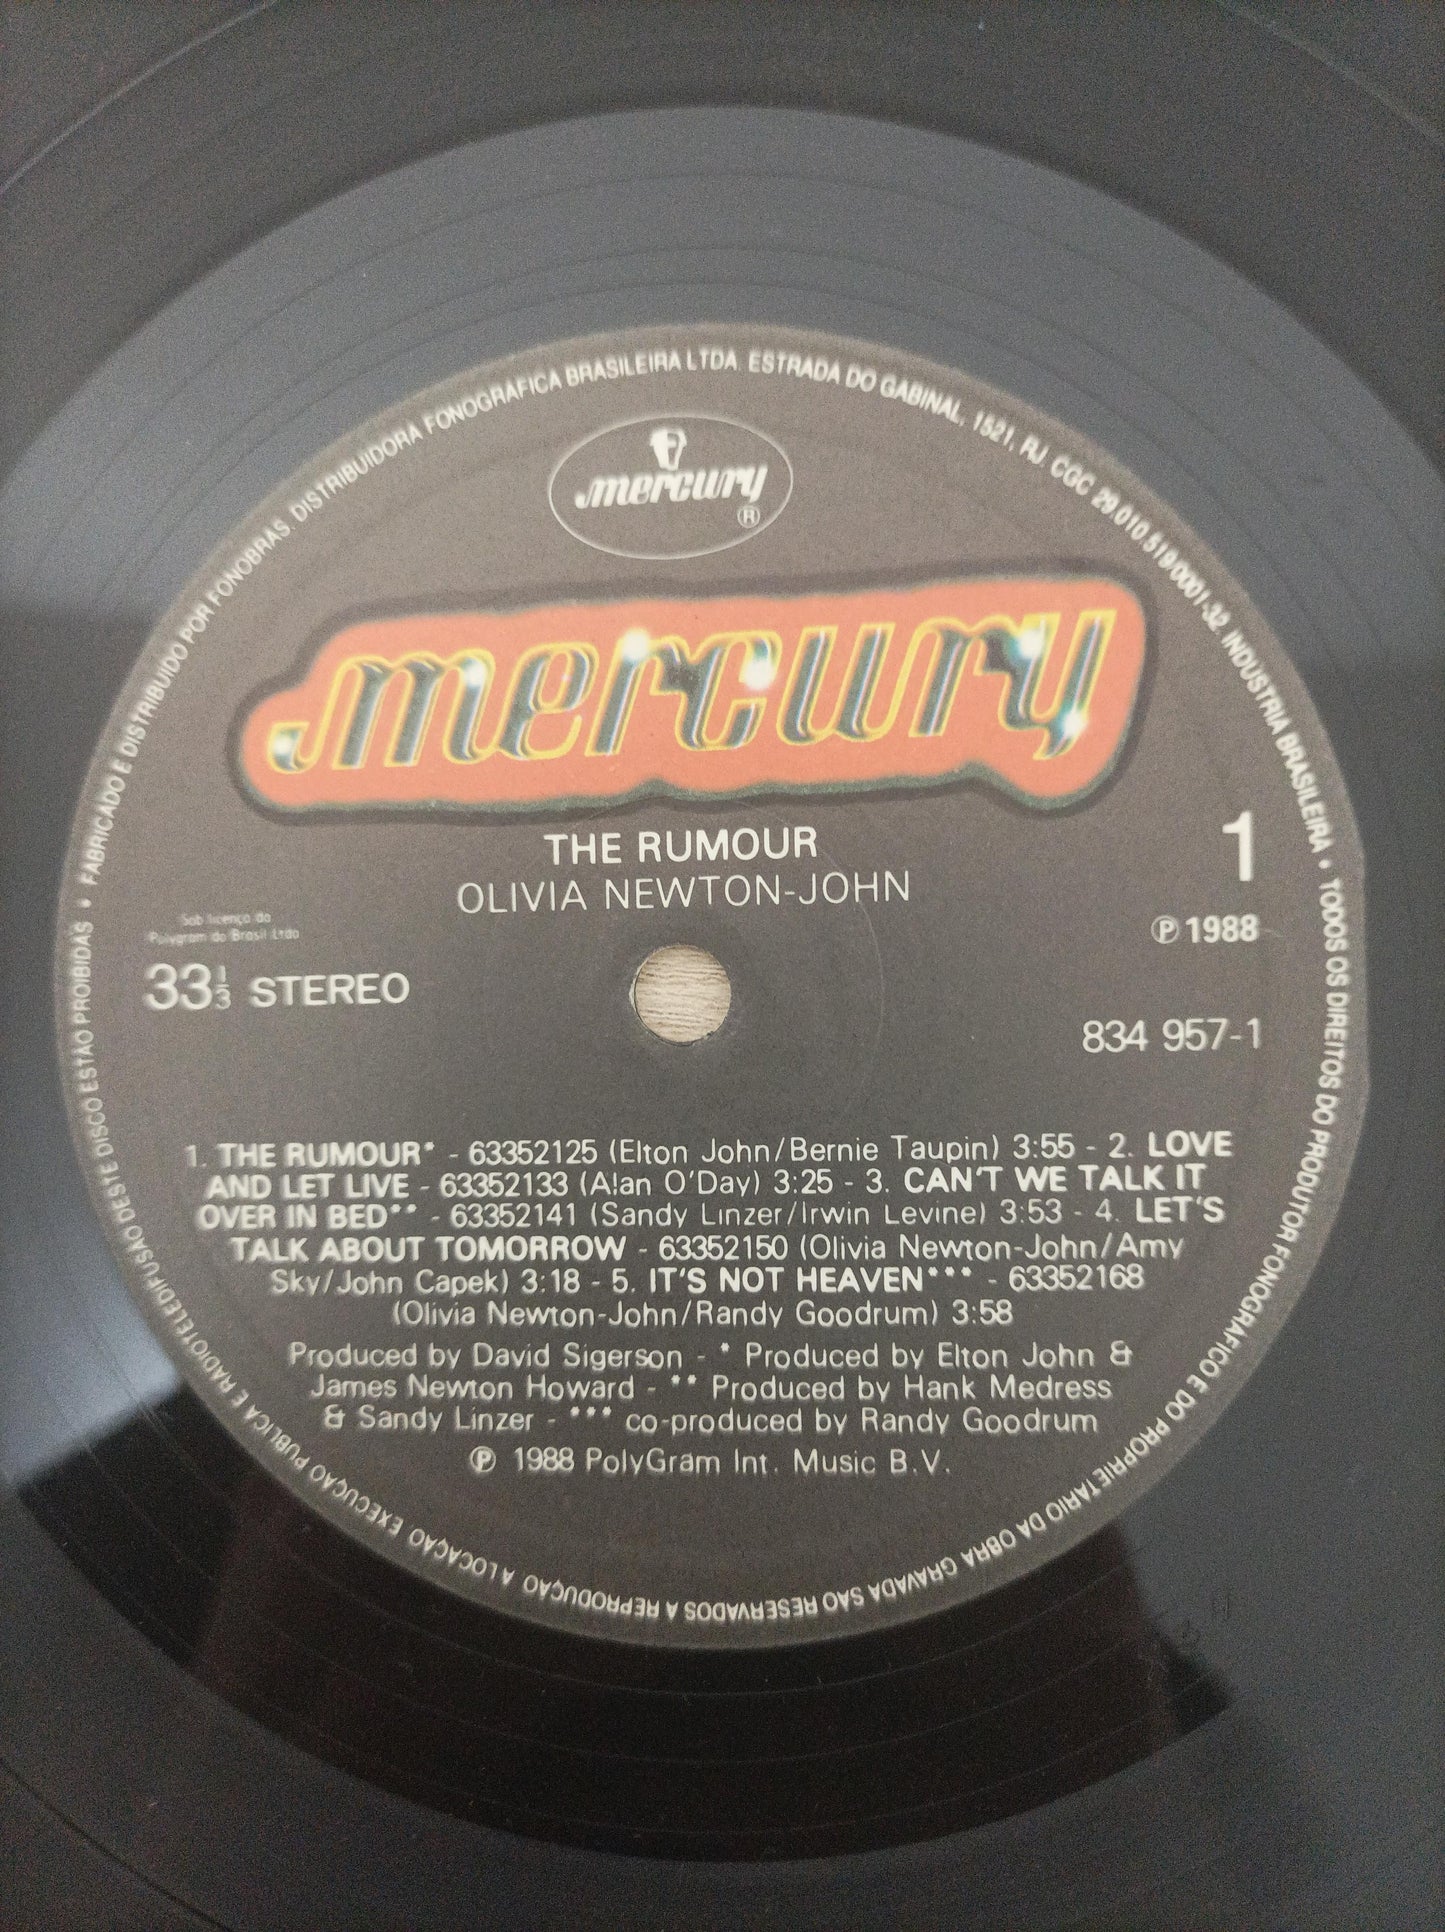 FABRICADO E DISTRIBUIDO POR FONOBRAS DISTRIBUIDORA FONOGRAFICA BRASILEIRA LTDA. ESTRADA DO GABINAL, 1521, RJ CGC 29.010.519.0001-32. INDUSTRIA BRASILEIRA • TODOS OS DIREITOS DO PRODUTOR FONOGRAFICO E DO PROPRIETARIO DA OBRA GRAVADA SAO RESERVADOS A REPRODUÇAO A LOCAÇAO EXECUÇAO PUBLICA E RADIOTELEDIFUSÃO DESTE DISCO ESTÃO PROIBIDAS •
mercury
®
mercury
THE RUMOUR
OLIVIA NEWTON-JOHN
1
Sob licença da
Polygram do Brasil Ltda
℗ 1988
33⅓ STEREO
834 957-1
1. THE RUMOUR* - 63352125 (Elton John/Bernie Taupin) 3:55 - 2. LOVE
AND LET LIVE - 63352133 (Alan O'Day) 3:25 - 3. CAN'T WE TALK IT
OVER IN BED** - 63352141 (Sandy Linzer/Irwin Levine) 3:53 - 4. LET'S
TALK ABOUT TOMORROW - 63352150 (Olivia Newton-John/Amy
Sky/John Capek) 3:18 - 5. IT'S NOT HEAVEN*** - 63352168
(Olivia Newton-John/Randy Goodrum) 3:58
Produced by David Sigerson - * Produced by Elton John &
James Newton Howard - ** Produced by Hank Medress
& Sandy Linzer - *** co-produced by Randy Goodrum
℗ 1988 PolyGram Int. Music B.V.